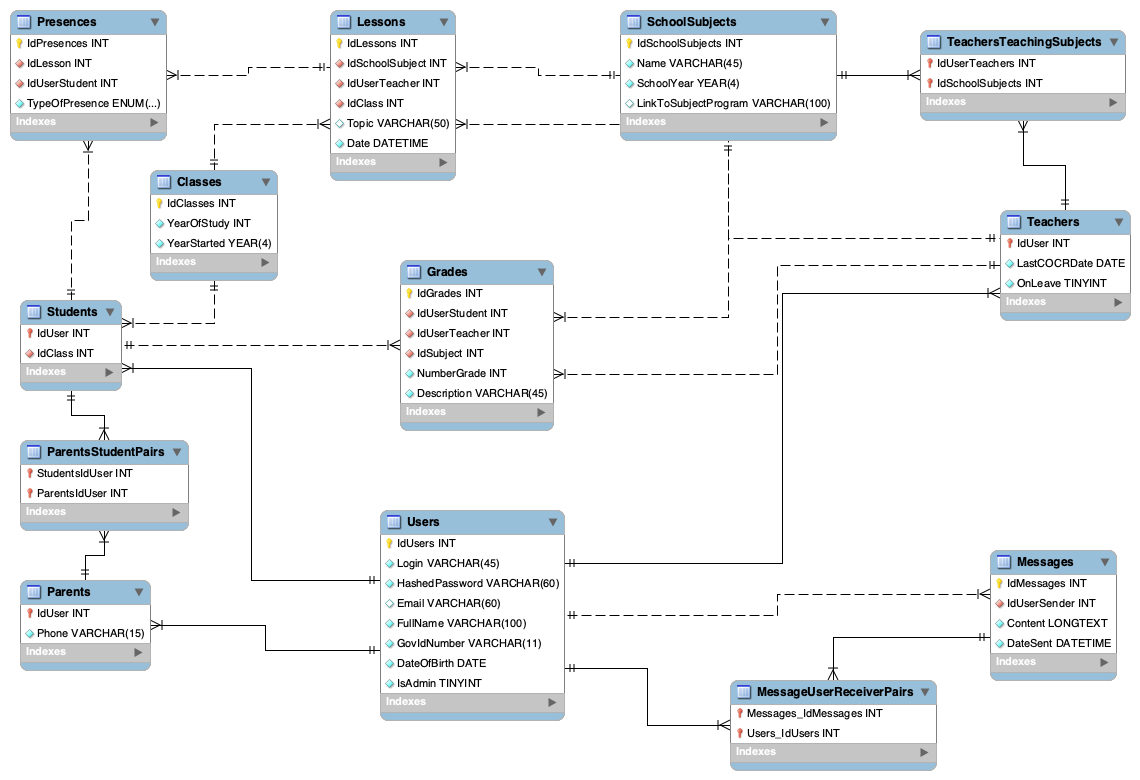 Presences
IdPresences INT
IdLesson INT
IdUserStudent INT
TypeOfPresence ENUM(...)
Indexes
Lessons
IdLessons INT
IdSchoolSubject INT
IdUserTeacher INT
IdClass INT
Topic VARCHAR(50)
Date DATETIME
Indexes
SchoolSubjects
IdSchoolSubjects INT
Name VARCHAR(45)
SchoolYear YEAR(4)
LinkToSubjectProgram VARCHAR(100)
Indexes
TeachersTeachingSubjects
IdUserTeachers INT
IdSchoolSubjects INT
Indexes
Classes
IdClasses INT
YearOfStudy INT
YearStarted YEAR(4)
Indexes
Teachers
IdUser INT
LastCOCRDate DATE
OnLeave TINYINT
Indexes
Grades
IdGrades INT
IdUserStudent INT
IdUserTeacher INT
IdSubject INT
NumberGrade INT
Description VARCHAR(45)
Indexes
Students
IdUser INT
IdClass INT
Indexes
ParentsStudentPairs
StudentsIdUser INT
ParentsIdUser INT
Indexes
Parents
IdUser INT
Phone VARCHAR(15)
Indexes
Users
IdUsers INT
Login VARCHAR(45)
HashedPassword VARCHAR(60)
Email VARCHAR(60)
FullName VARCHAR(100)
GovIdNumber VARCHAR(11)
DateOfBirth DATE
IsAdmin TINYINT
Indexes
Messages
IdMessages INT
IdUserSender INT
Content LONGTEXT
DateSent DATETIME
Indexes
MessageUserReceiverPairs
Messages_IdMessages INT
Users_IdUsers INT
Indexes